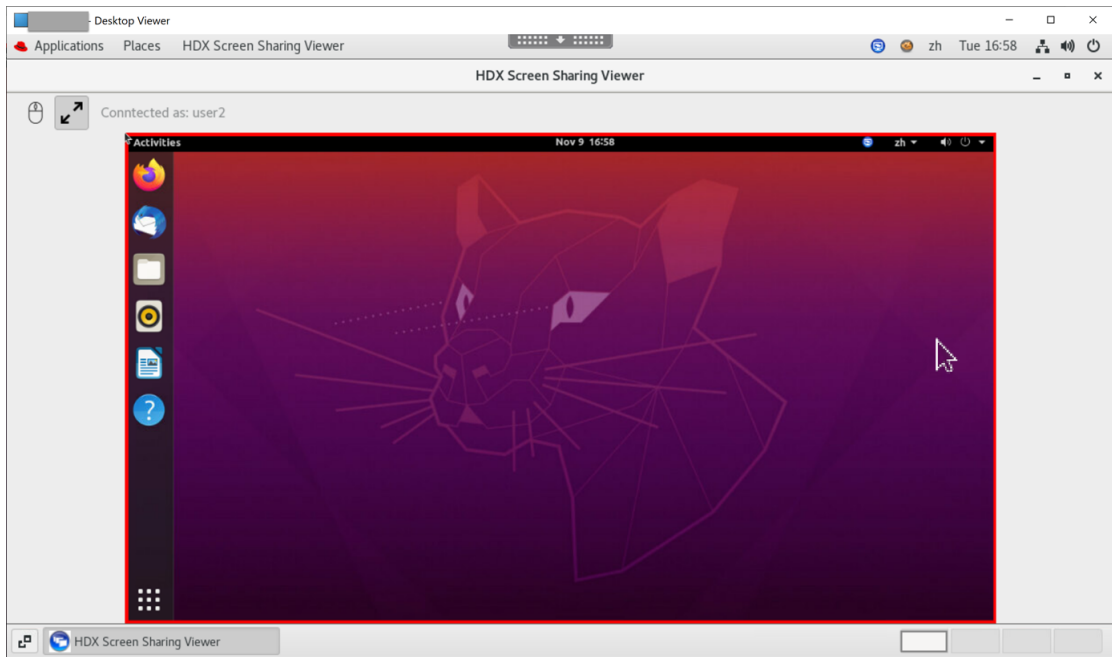 - Desktop Viewer
Applications Places HDX Screen Sharing Viewer zh Tue 16:58
HDX Screen Sharing Viewer
Conntected as: user2
Activities Nov 9 16:58 zh
?
HDX Screen Sharing Viewer